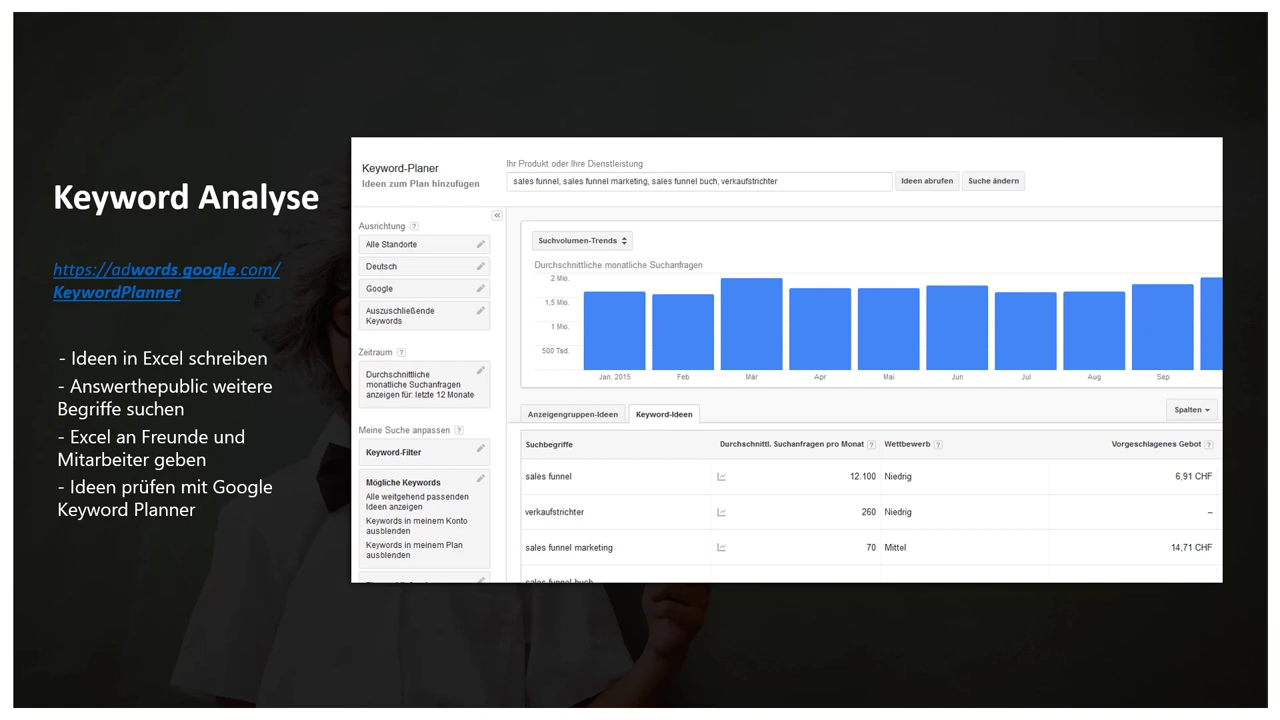 Keyword Analyse
https://adwords.google.com/
KeywordPlanner
- Ideen in Excel schreiben
- Answerthepublic weitere
Begriffe suchen
- Excel an Freunde und
Mitarbeiter geben
- Ideen prüfen mit Google
Keyword Planner
Keyword-Planer
Ideen zum Plan hinzufügen
Ihr Produkt oder Ihre Dienstleistung
sales funnel, sales funnel marketing, sales funnel buch, verkaufstrichter
Ideen abrufen
Suche ändern
Ausrichtung ?
Alle Standorte
Deutsch
Google
Auszuschließende
Keywords
Zeitraum ?
Durchschnittliche
monatliche Suchanfragen
anzeigen für: letzte 12 Monate
Meine Suche anpassen ?
Keyword-Filter
Mögliche Keywords
Alle weitgehend passenden
Ideen anzeigen
Keywords in meinem Konto
ausblenden
Keywords in meinem Plan
ausblenden
Suchvolumen-Trends
Durchschnittliche monatliche Suchanfragen
2 Mio.
1,5 Mio.
1 Mio.
500 Tsd.
Jan. 2015 Feb Mär Apr Mai Jun Jul Aug Sep
Anzeigengruppen-Ideen Keyword-Ideen
Spalten
Suchbegriffe Durchschnittl. Suchanfragen pro Monat ? Wettbewerb ? Vorgeschlagenes Gebot ?
sales funnel 12.100 Niedrig 6,91 CHF
verkaufstrichter 260 Niedrig –
sales funnel marketing 70 Mittel 14,71 CHF
sales funnel buch